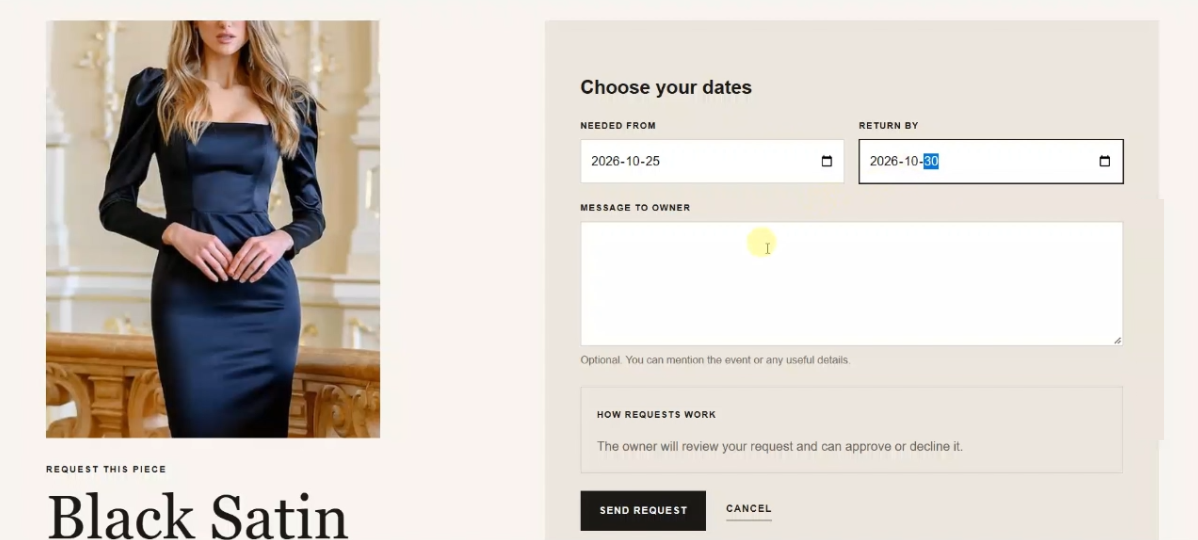 Choose your dates
NEEDED FROM
RETURN BY
2026-10-25
2026-10-30
MESSAGE TO OWNER
Optional. You can mention the event or any useful details.
HOW REQUESTS WORK
The owner will review your request and can approve or decline it.
SEND REQUEST
CANCEL
REQUEST THIS PIECE
Black Satin